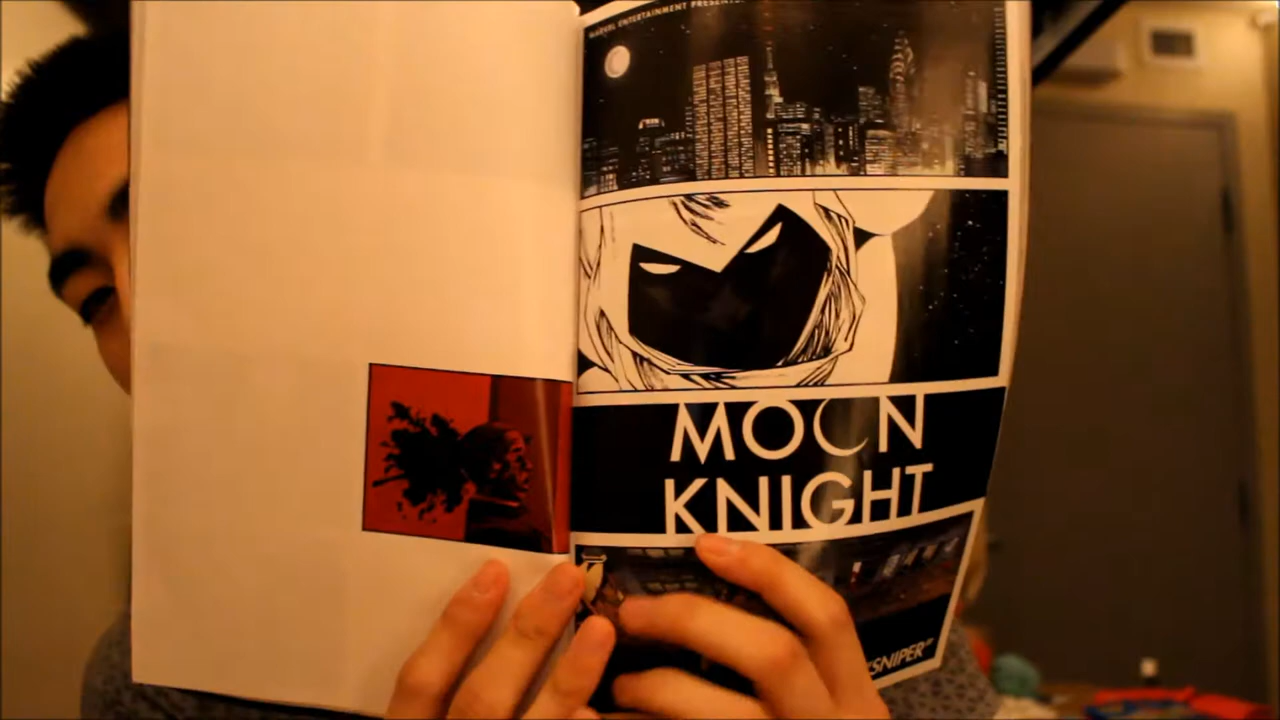 MARVEL ENTERTAINMENT PRESENTS
MOON
KNIGHT
SNIPER"